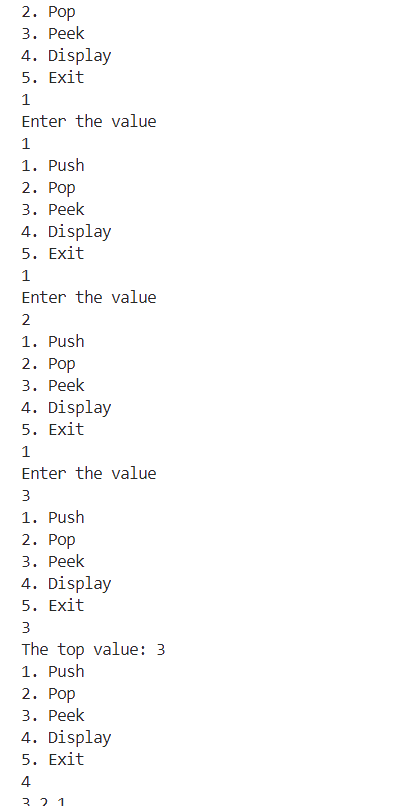 2. Pop
3. Peek
4. Display
5. Exit
1
Enter the value
1
1. Push
2. Pop
3. Peek
4. Display
5. Exit
1
Enter the value
2
1. Push
2. Pop
3. Peek
4. Display
5. Exit
1
Enter the value
3
1. Push
2. Pop
3. Peek
4. Display
5. Exit
3
The top value: 3
1. Push
2. Pop
3. Peek
4. Display
5. Exit
4
3 2 1